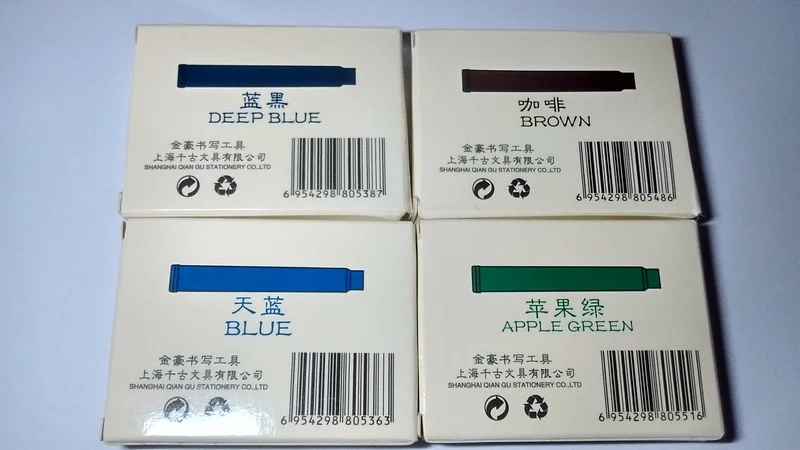 蓝黑
DEEP BLUE
金豪书写工具
上海千古文具有限公司
SHANGHAI QIAN GU STATIONERY CO.,LTD
6 954298 805387
咖啡
BROWN
金豪书写工具
上海千古文具有限公司
SHANGHAI QIAN GU STATIONERY CO.,LTD
6 954298 805486
天蓝
BLUE
金豪书写工具
上海千古文具有限公司
SHANGHAI QIAN GU STATIONERY CO.,LTD
6 954298 805363
苹果绿
APPLE GREEN
金豪书写工具
上海千古文具有限公司
SHANGHAI QIAN GU STATIONERY CO.,LTD
6 954298 805516